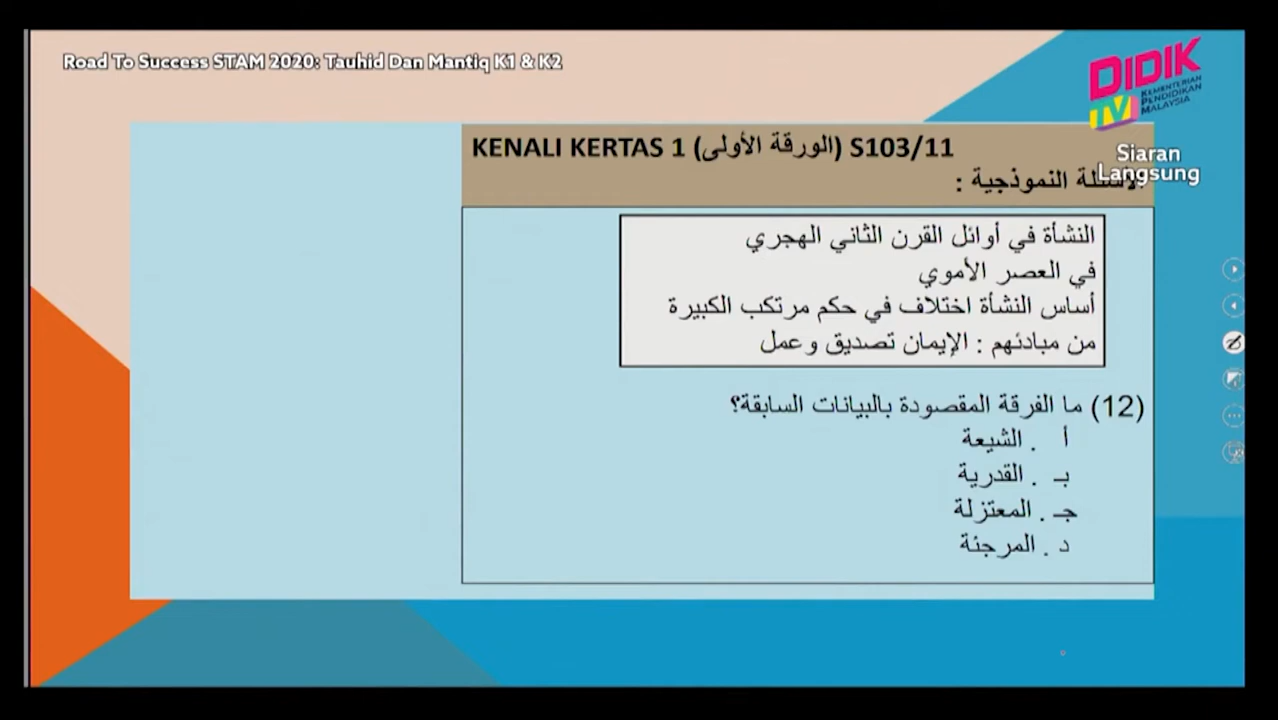 Road To Success STAM 2020: Tauhid Dan Mantiq K1 & K2
DIDIK
TV
KEMENTERIAN
PENDIDIKAN
MALAYSIA
Siaran
Langsung
KENALI KERTAS 1 (الورقة الأولى) S103/11
النموذجية :
النشأة في أوائل القرن الثاني الهجري
في العصر الأموي
أساس النشأة اختلاف في حكم مرتكب الكبيرة
من مبادئهم : الإيمان تصديق وعمل
(12) ما الفرقة المقصودة بالبيانات السابقة؟
أ . الشيعة
بـ . القدرية
جـ . المعتزلة
د . المرجئة